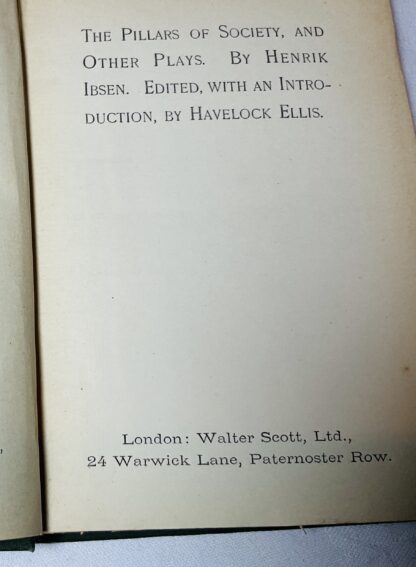 The Pillars of Society, and
Other Plays. By Henrik
Ibsen. Edited, with an Intro-
duction, by Havelock Ellis.
London: Walter Scott, Ltd.,
24 Warwick Lane, Paternoster Row.